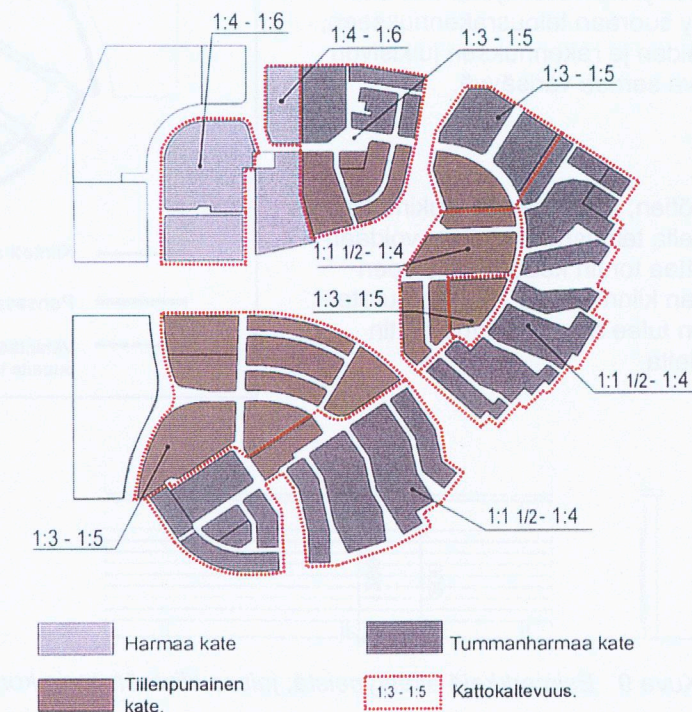 1:4 - 1:6
1:4 - 1:6
1:3 - 1:5
1:3 - 1:5
1:1 1/2- 1:4
1:3 - 1:5
1:1 1/2- 1:4
1:1 1/2- 1:4
1:3 - 1:5
Harmaa kate
Tummanharmaa kate
Tiilenpunainen
kate.
1:3 - 1:5
Kattokaltevuus.